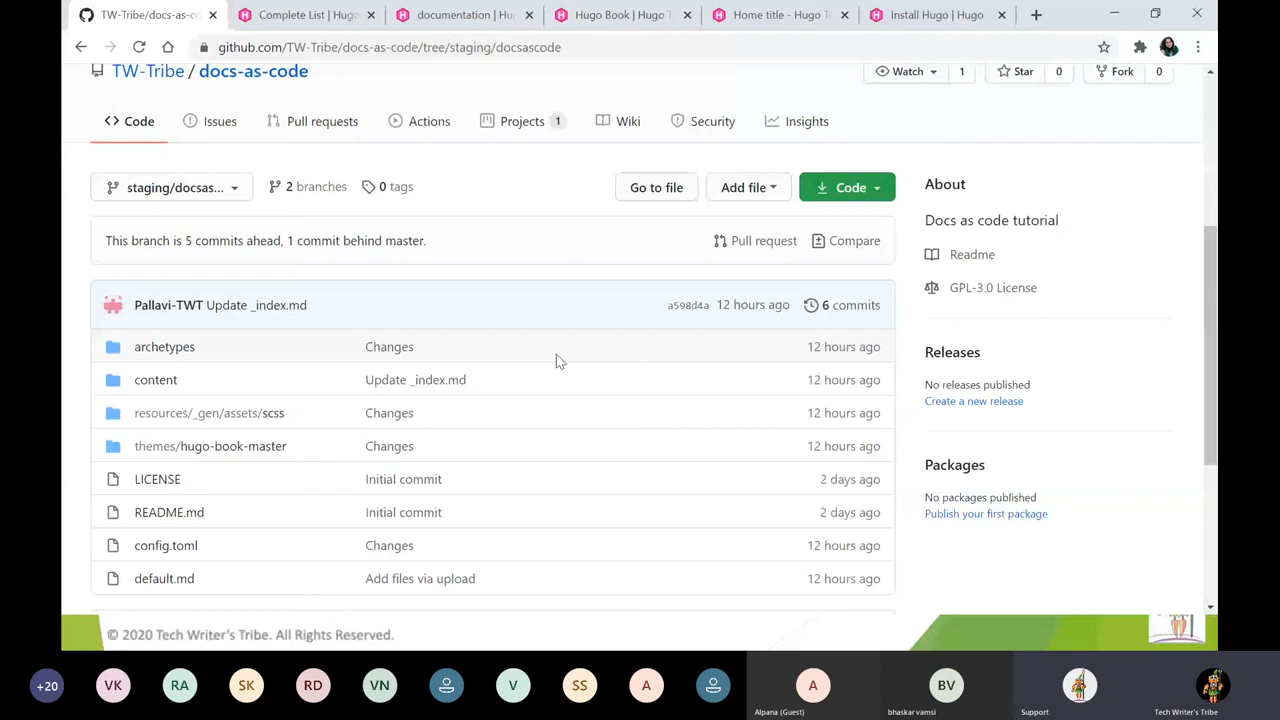 TW-Tribe/docs-as-co
Complete List | Hugo
documentation | Hu
Hugo Book | Hugo T
Hometitle - Hugo Ta
Install Hugo | Hugo
github.com/TW-Tribe/docs-as-code/tree/staging/docsascode
TW-Tribe / docs-as-code
Watch 1
Star 0
Fork 0
<> Code
Issues
Pull requests
Actions
Projects 1
Wiki
Security
Insights
staging/docsas...
2 branches
0 tags
Go to file
Add file
Code
This branch is 5 commits ahead, 1 commit behind master.
Pull request
Compare
Pallavi-TWT Update _index.md
a598d4a 12 hours ago
6 commits
archetypes Changes 12 hours ago
content Update _index.md 12 hours ago
resources/_gen/assets/scss Changes 12 hours ago
themes/hugo-book-master Changes 12 hours ago
LICENSE Initial commit 2 days ago
README.md Initial commit 2 days ago
config.toml Changes 12 hours ago
default.md Add files via upload 12 hours ago
About
Docs as code tutorial
Readme
GPL-3.0 License
Releases
No releases published
Create a new release
Packages
No packages published
Publish your first package
© 2020 Tech Writer's Tribe. All Rights Reserved.
+20
VK
RA
SK
RD
VN
V
SS
A
A
BV
Alpana (Guest)
bhaskar vamsi
Support
Tech Writer's Tribe